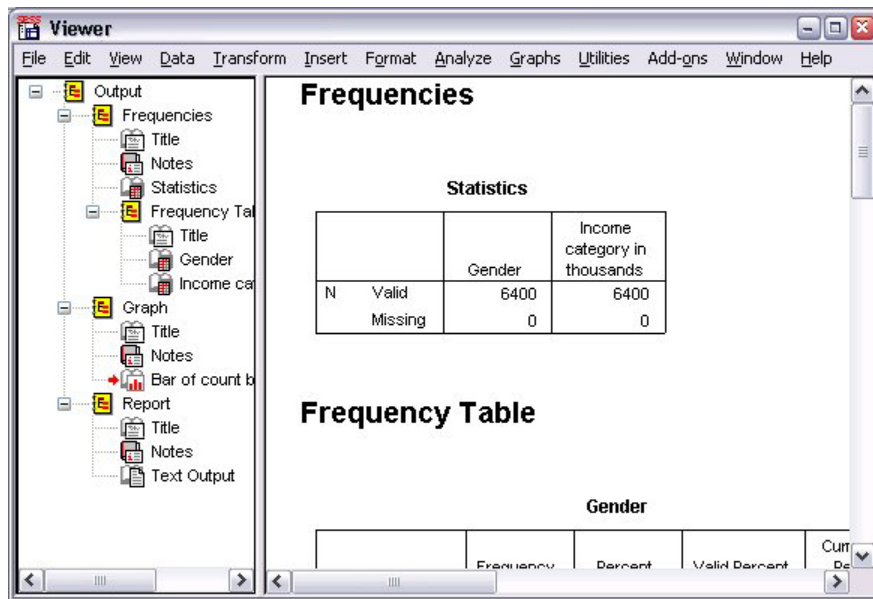 SPSS
Viewer
File Edit View Data Transform Insert Format Analyze Graphs Utilities Add-ons Window Help
Output
Frequencies
Title
Notes
Statistics
Frequency Tal
Title
Gender
Income ca
Graph
Title
Notes
Bar of count b
Report
Title
Notes
Text Output
Frequencies
Statistics
Gender
Income
category in
thousands
N Valid 6400 6400
Missing 0 0
Frequency Table
Gender
Frequency Percent Valid Percent